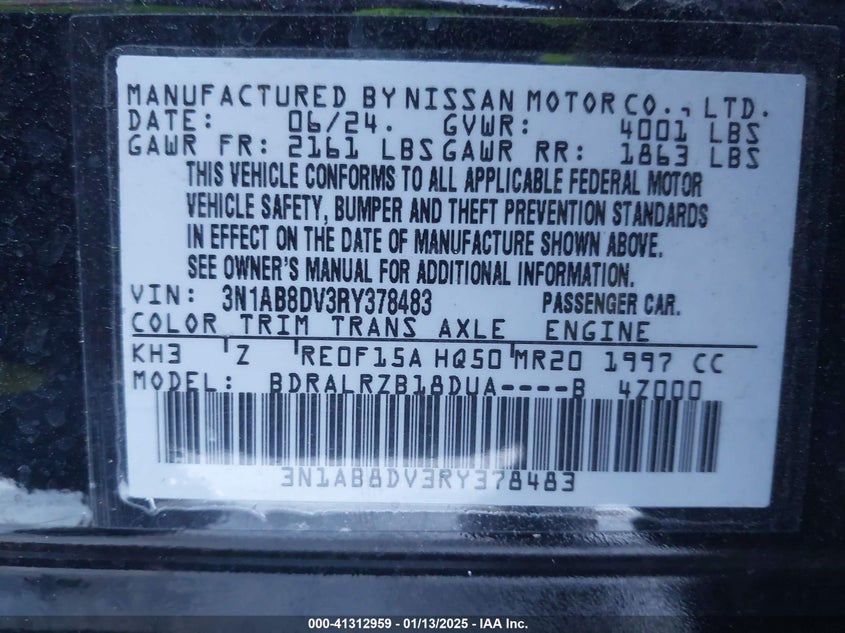 MANUFACTURED BY NISSAN MOTOR CO., LTD.
DATE: 06/24. GVWR: 4001 LBS
GAWR FR: 2161 LBS GAWR RR: 1863 LBS
THIS VEHICLE CONFORMS TO ALL APPLICABLE FEDERAL MOTOR
VEHICLE SAFETY, BUMPER AND THEFT PREVENTION STANDARDS
IN EFFECT ON THE DATE OF MANUFACTURE SHOWN ABOVE.
SEE OWNER'S MANUAL FOR ADDITIONAL INFORMATION.
VIN: 3N1AB8DV3RY378483 PASSENGER CAR.
COLOR TRIM TRANS AXLE ENGINE
KH3 Z RE0F15A HQ50 MR20 1997 CC
MODEL: BDRALRZB18DUA----B 4Z000
3N1AB8DV3RY378483
000-41312959 - 01/13/2025 - IAA Inc.